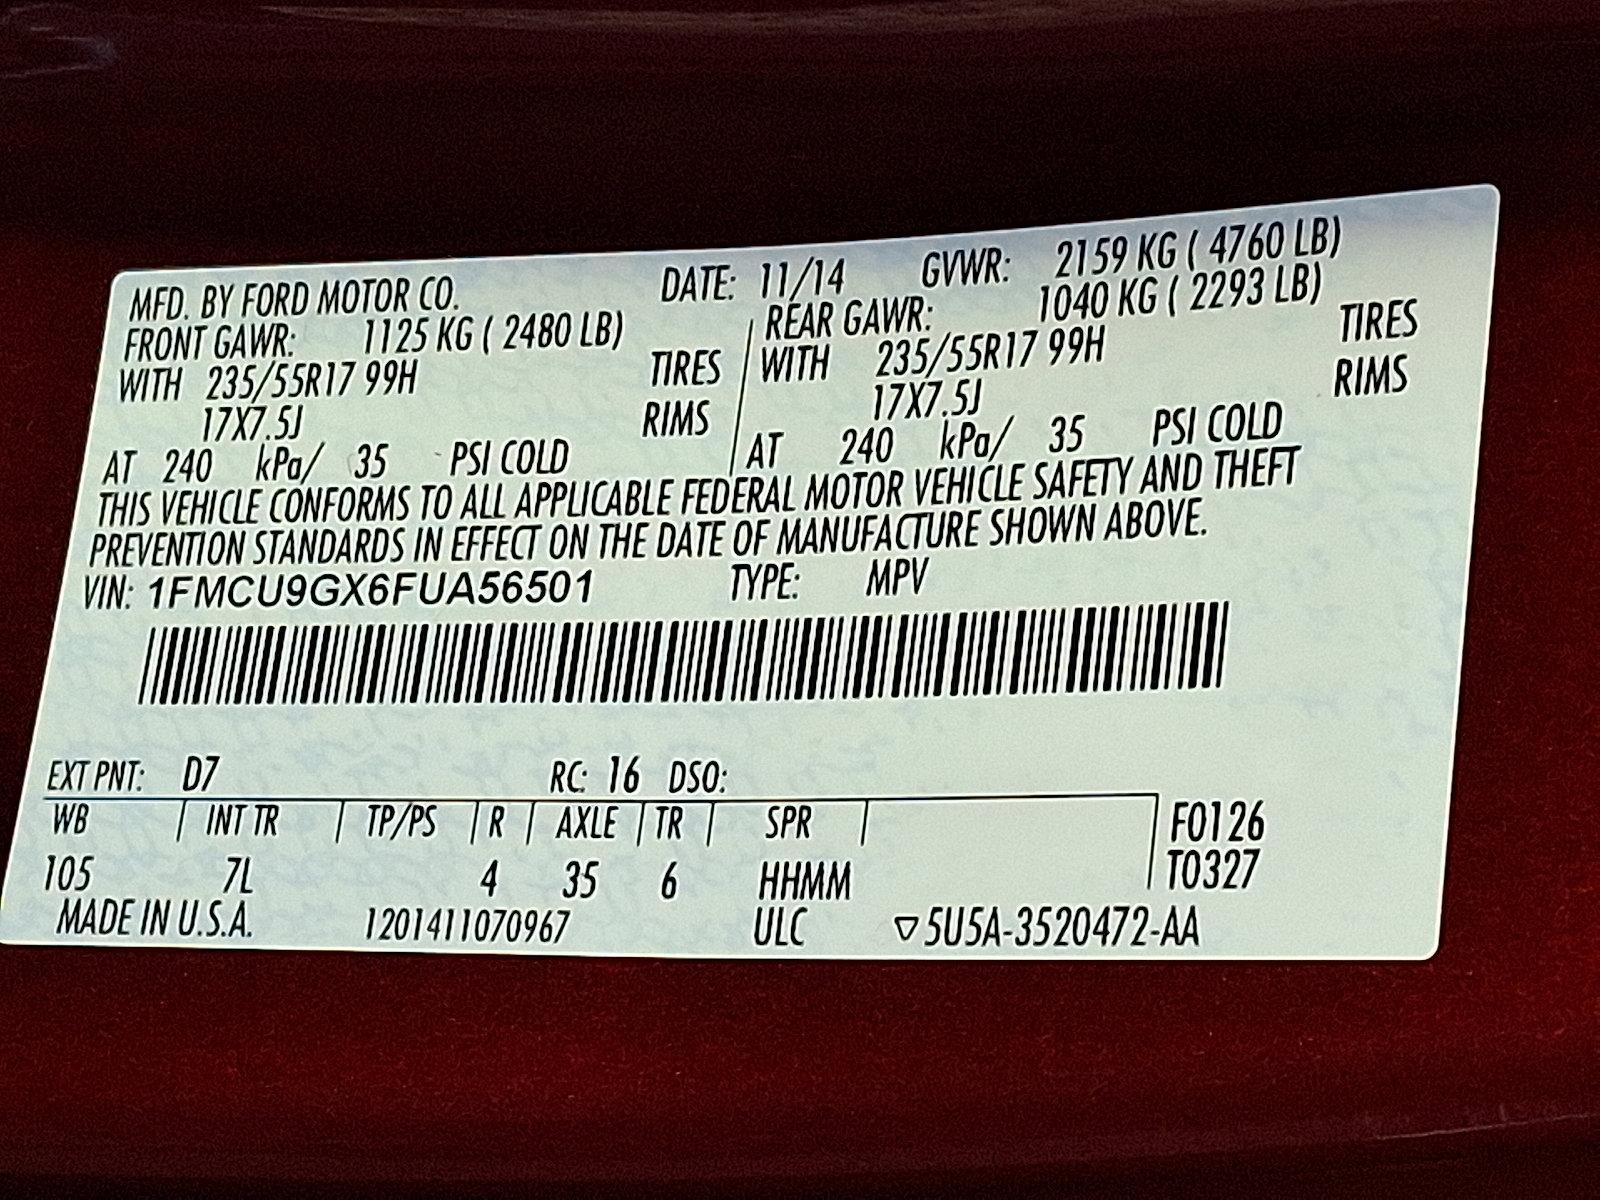 MFD. BY FORD MOTOR CO. DATE: 11/14 GVWR: 2159 KG ( 4760 LB)
FRONT GAWR: 1125 KG ( 2480 LB) REAR GAWR: 1040 KG ( 2293 LB)
WITH 235/55R17 99H TIRES WITH 235/55R17 99H TIRES
17X7.5J RIMS 17X7.5J RIMS
AT 240 kPa/ 35 PSI COLD AT 240 kPa/ 35 PSI COLD
THIS VEHICLE CONFORMS TO ALL APPLICABLE FEDERAL MOTOR VEHICLE SAFETY AND THEFT
PREVENTION STANDARDS IN EFFECT ON THE DATE OF MANUFACTURE SHOWN ABOVE.
VIN: 1FMCU9GX6FUA56501 TYPE: MPV
EXT PNT: D7 RC: 16 DSO:
WB INT TR TP/PS R AXLE TR SPR F0126
105 7L 4 35 6 HHMM T0327
MADE IN U.S.A. 1201411070967 ULC ▽5U5A-3520472-AA